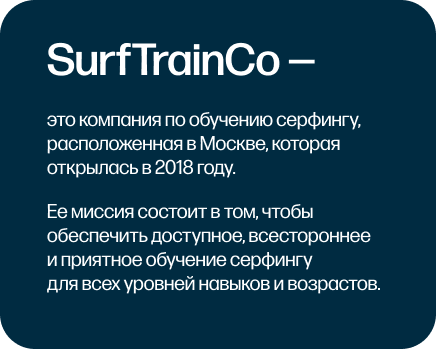 SurfTrainCo —
это компания по обучению серфингу,
расположенная в Москве, которая
открылась в 2018 году.
Ее миссия состоит в том, чтобы
обеспечить доступное, всестороннее
и приятное обучение серфингу
для всех уровней навыков и возрастов.